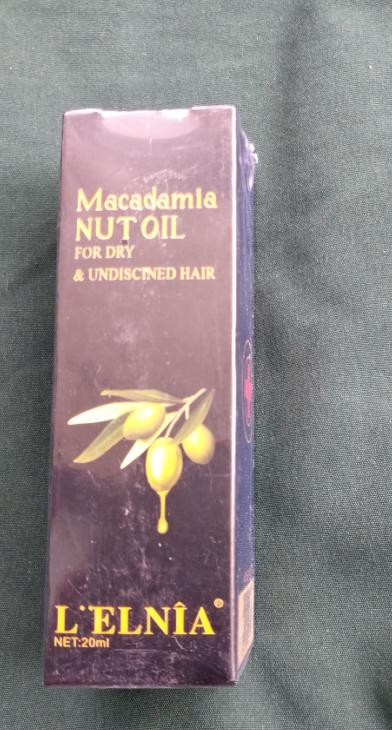 Macadamia
NUT OIL
FOR DRY
& UNDISCINED HAIR
L¨ELNÎA®
NET:20ml